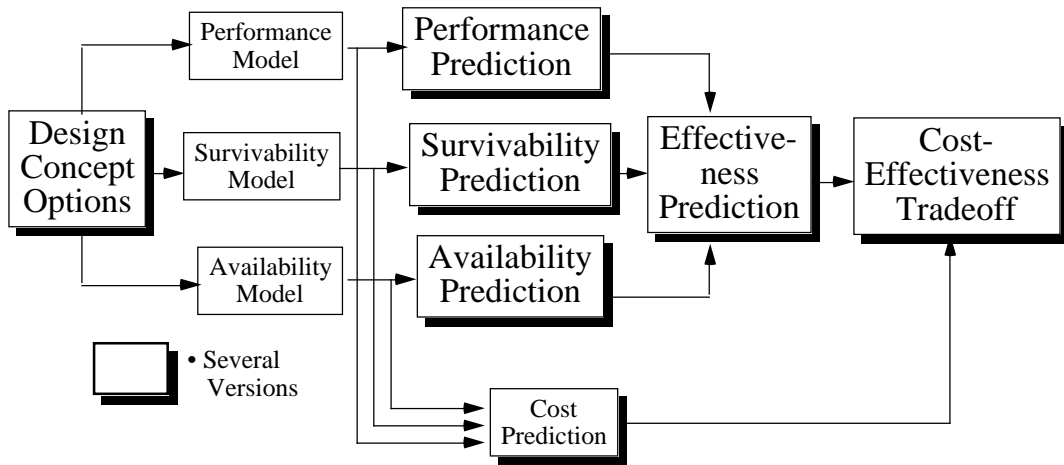 Design
Concept
Options
Performance
Model
Survivability
Model
Availability
Model
Performance
Prediction
Survivability
Prediction
Availability
Prediction
Effective-
ness
Prediction
Cost-
Effectiveness
Tradeoff
• Several
Versions
Cost
Prediction